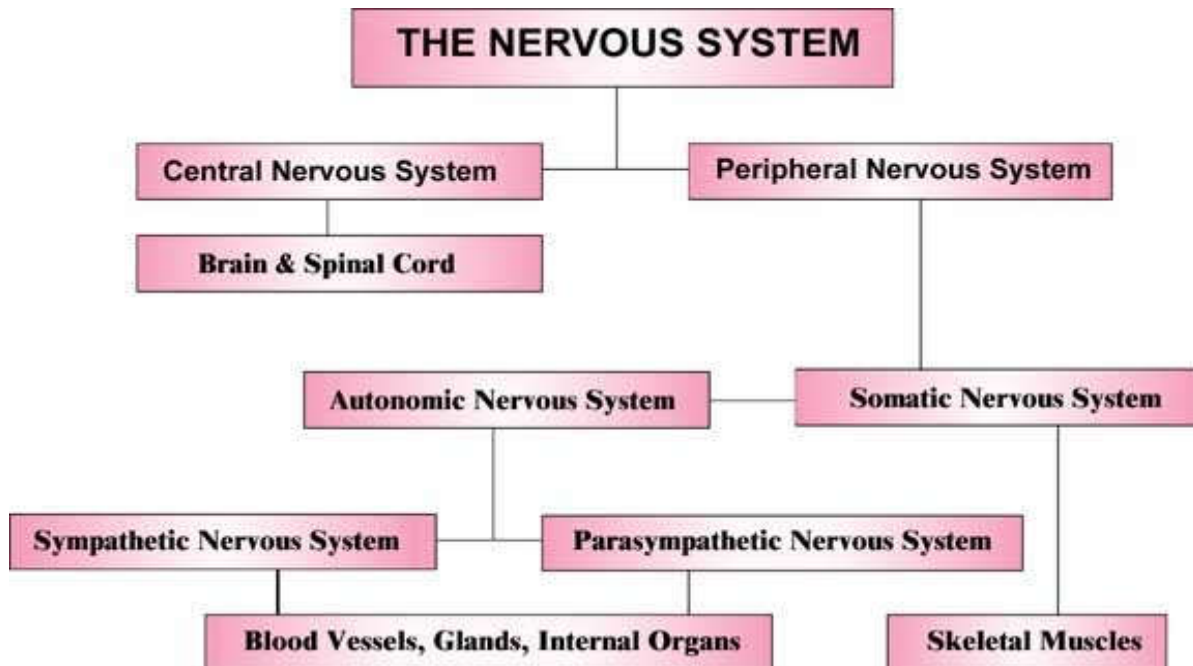 THE NERVOUS SYSTEM
Central Nervous System
Peripheral Nervous System
Brain & Spinal Cord
Autonomic Nervous System
Somatic Nervous System
Sympathetic Nervous System
Parasympathetic Nervous System
Blood Vessels, Glands, Internal Organs
Skeletal Muscles